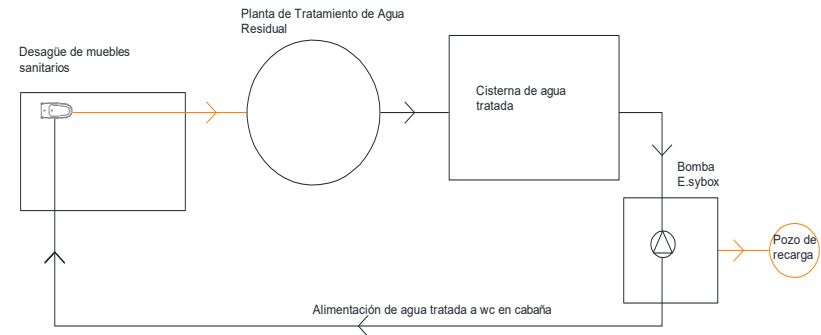 Planta de Tratamiento de Agua
Residual
Desagüe de muebles
sanitarios
Cisterna de agua
tratada
Bomba
E.sybox
Pozo de
recarga
Alimentación de agua tratada a wc en cabaña